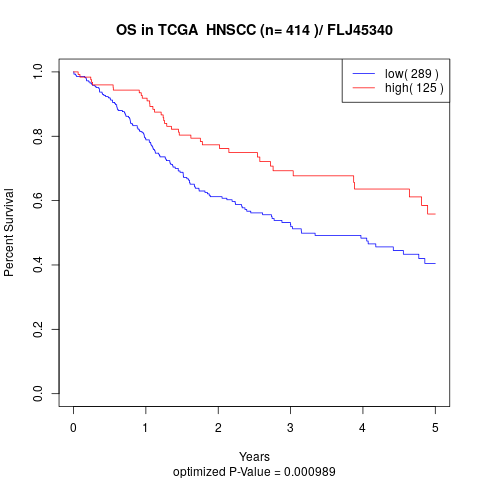 OS in TCGA  HNSCC (n= 414 )/ FLJ45340
low( 289 )
high( 125 )
Percent Survival
1.0
0.8
0.6
0.4
0.2
0.0
0 1 2 3 4 5
Years
optimized P-Value = 0.000989